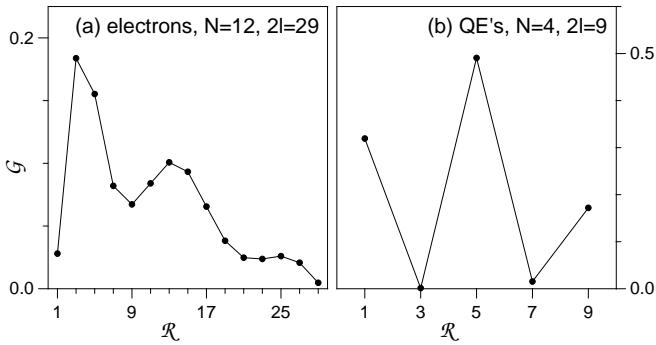 (a) electrons, N=12, 2l=29
(b) QE's, N=4, 2l=9
0.2
0.0
𝒢
1
9
17
25
ℛ
1
3
5
7
9
ℛ
0.5
0.0